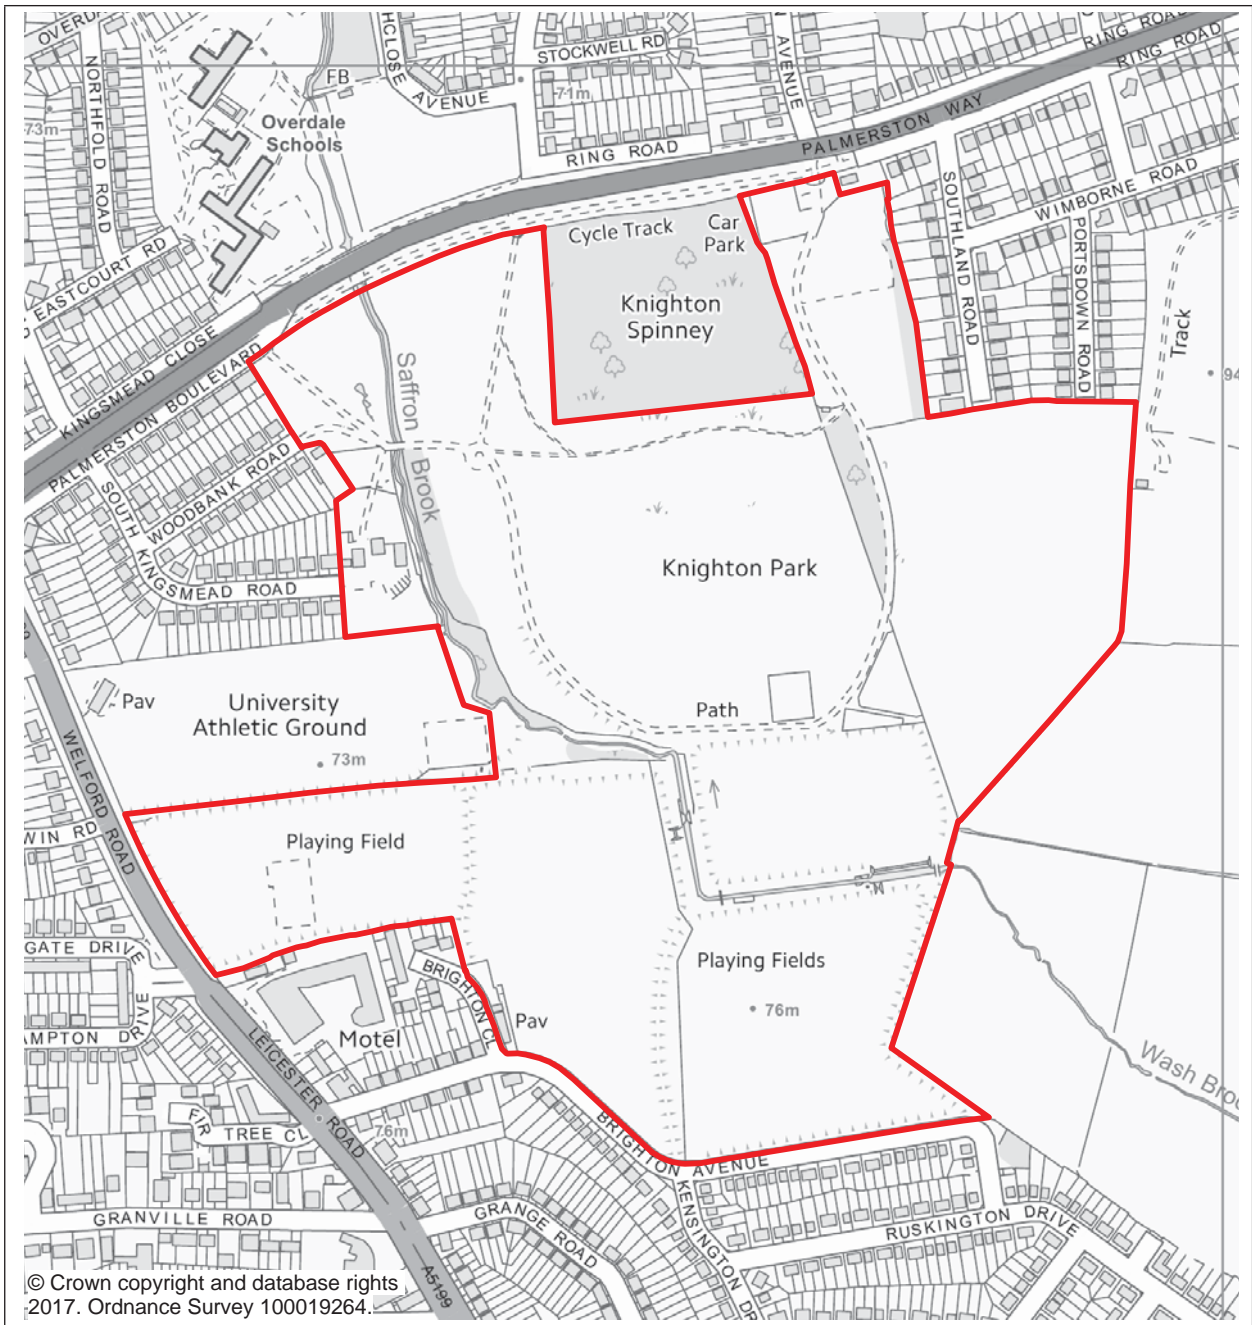 OVERD
NORTHFOLD ROAD
73m
EASTCOURT RD
Overdale
Schools
FB
HCLOSE AVENUE
STOCKWELL RD
71m
RING ROAD
AVENUE
RING ROAD
RING ROAD
PALMERSTON WAY
SOUTHLAND ROAD
WIMBORNE ROAD
PORTSDOWN ROAD
Track
94
Cycle Track
Car
Park
Knighton
Spinney
KINGSMEAD CLOSE
PALMERSTON BOULEVARD
WOODBANK ROAD
SOUTH KINGSMEAD ROAD
Saffron Brook
Knighton Park
Path
Pav
University
Athletic Ground
73m
WELFORD ROAD
WIN RD
Playing Field
GATE DRIVE
AMPTON DRIVE
Motel
BRIGHTON CL
Pav
Playing Fields
76m
Wash Broo
LEICESTER ROAD
FIR TREE CL
76m
BRIGHTON AVENUE
KENSINGTON DR
RUSKINGTON DRIVE
GRANVILLE ROAD
GRANGE ROAD
A5199
© Crown copyright and database rights
2017. Ordnance Survey 100019264.